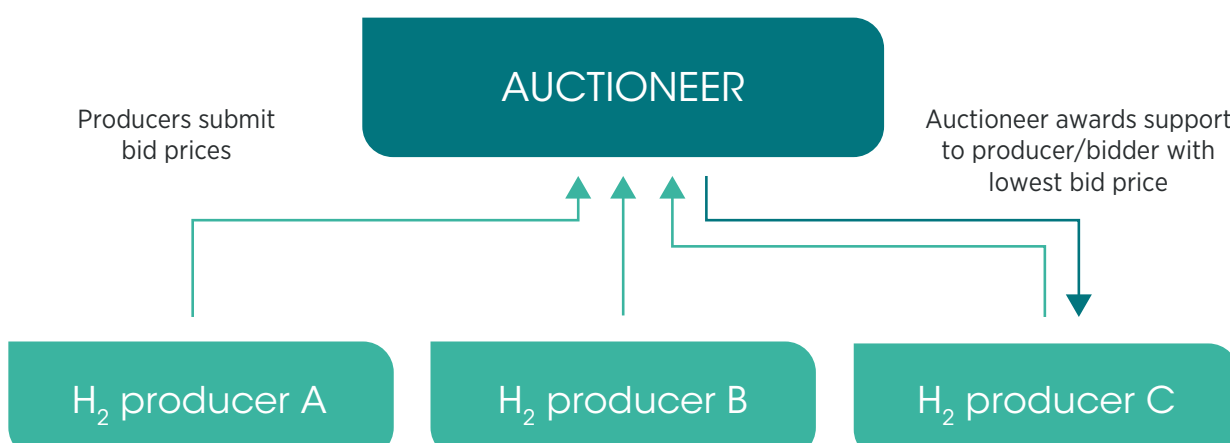 AUCTIONEER
Producers submit
bid prices
Auctioneer awards support
to producer/bidder with
lowest bid price
H₂ producer A
H₂ producer B
H₂ producer C